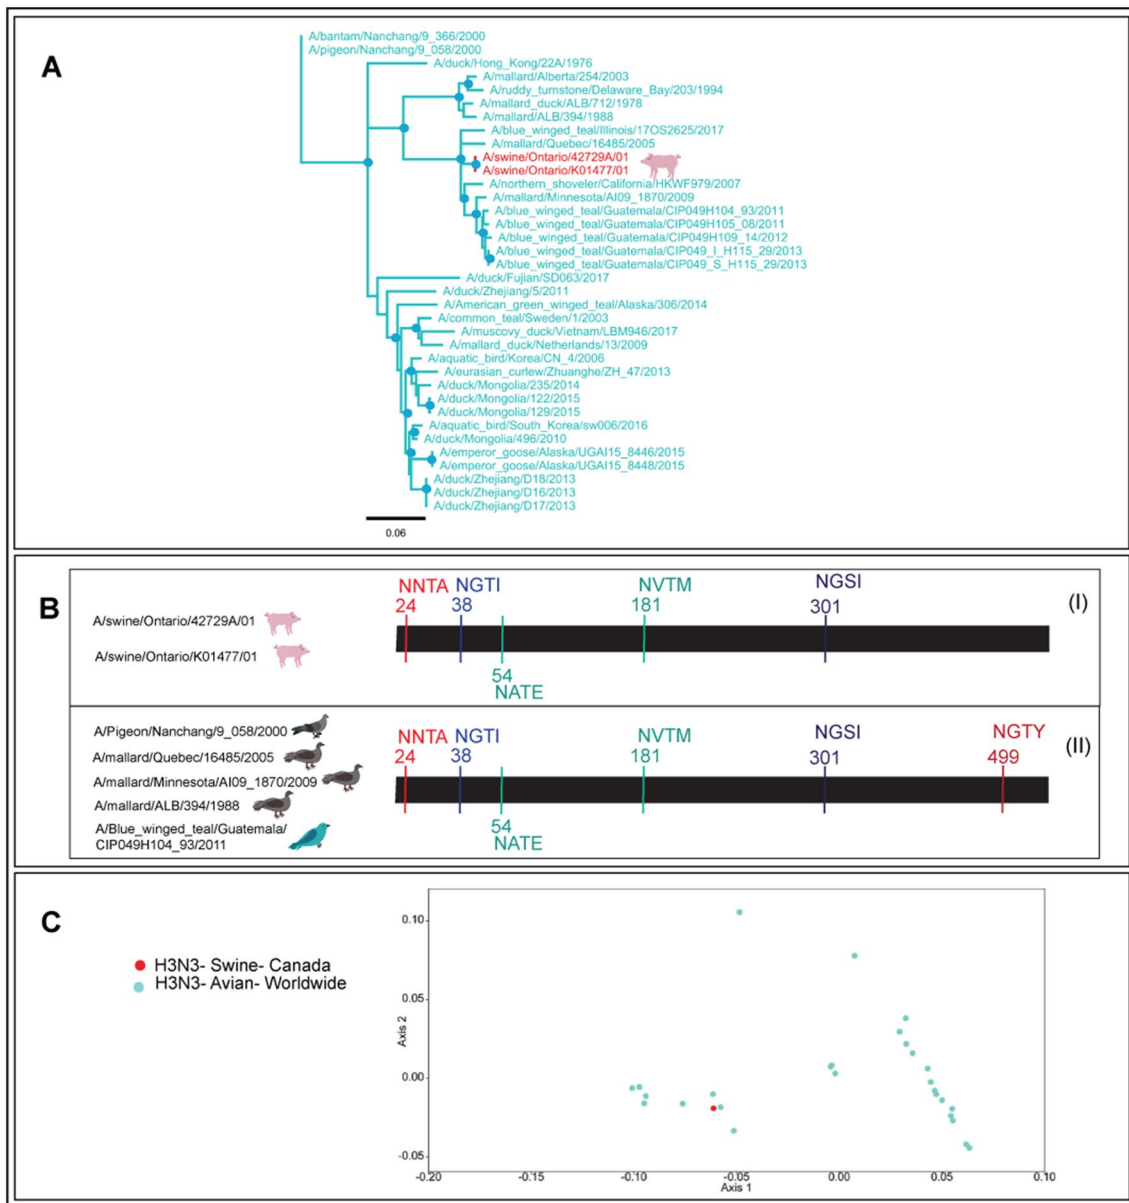 A
A/bantam/Nanchang/9_366/2000
A/pigeon/Nanchang/9_058/2000
A/duck/Hong_Kong/22A/1976
A/mallard/Alberta/254/2003
A/ruddy_turnstone/Delaware_Bay/203/1994
A/mallard_duck/ALB/712/1978
A/mallard/ALB/394/1988
A/blue_winged_teal/Illinois/17OS2625/2017
A/mallard/Quebec/16485/2005
A/swine/Ontario/42729A/01
A/swine/Ontario/K01477/01
A/northern_shoveler/California/HKWF979/2007
A/mallard/Minnesota/AI09_1870/2009
A/blue_winged_teal/Guatemala/CIP049H104_93/2011
A/blue_winged_teal/Guatemala/CIP049H105_08/2011
A/blue_winged_teal/Guatemala/CIP049H109_14/2012
A/blue_winged_teal/Guatemala/CIP049_I_H115_29/2013
A/blue_winged_teal/Guatemala/CIP049_S_H115_29/2013
A/duck/Fujian/SD063/2017
A/duck/Zhejiang/5/2011
A/American_green_winged_teal/Alaska/306/2014
A/common_teal/Sweden/1/2003
A/muscovy_duck/Vietnam/LBM946/2017
A/mallard_duck/Netherlands/13/2009
A/aquatic_bird/Korea/CN_4/2006
A/eurasian_curlew/Zhuanghe/ZH_47/2013
A/duck/Mongolia/235/2014
A/duck/Mongolia/122/2015
A/duck/Mongolia/129/2015
A/aquatic_bird/South_Korea/sw006/2016
A/duck/Mongolia/496/2010
A/emperor_goose/Alaska/UGAI15_8446/2015
A/emperor_goose/Alaska/UGAI15_8448/2015
A/duck/Zhejiang/D18/2013
A/duck/Zhejiang/D16/2013
A/duck/Zhejiang/D17/2013
0.06
B
A/swine/Ontario/42729A/01
A/swine/Ontario/K01477/01
NNTA NGTI NVTM NGSI
24 38 181 301
54
NATE
(I)
A/Pigeon/Nanchang/9_058/2000
A/mallard/Quebec/16485/2005
A/mallard/Minnesota/AI09_1870/2009
A/mallard/ALB/394/1988
A/Blue_winged_teal/Guatemala/
CIP049H104_93/2011
NNTA NGTI NVTM NGSI NGTY
24 38 181 301 499
54
NATE
(II)
C
H3N3- Swine- Canada
H3N3- Avian- Worldwide
Axis 2
0.10
0.05
0.00
-0.05
-0.20 -0.15 -0.10 -0.05 0.00 0.05 0.10
Axis 1